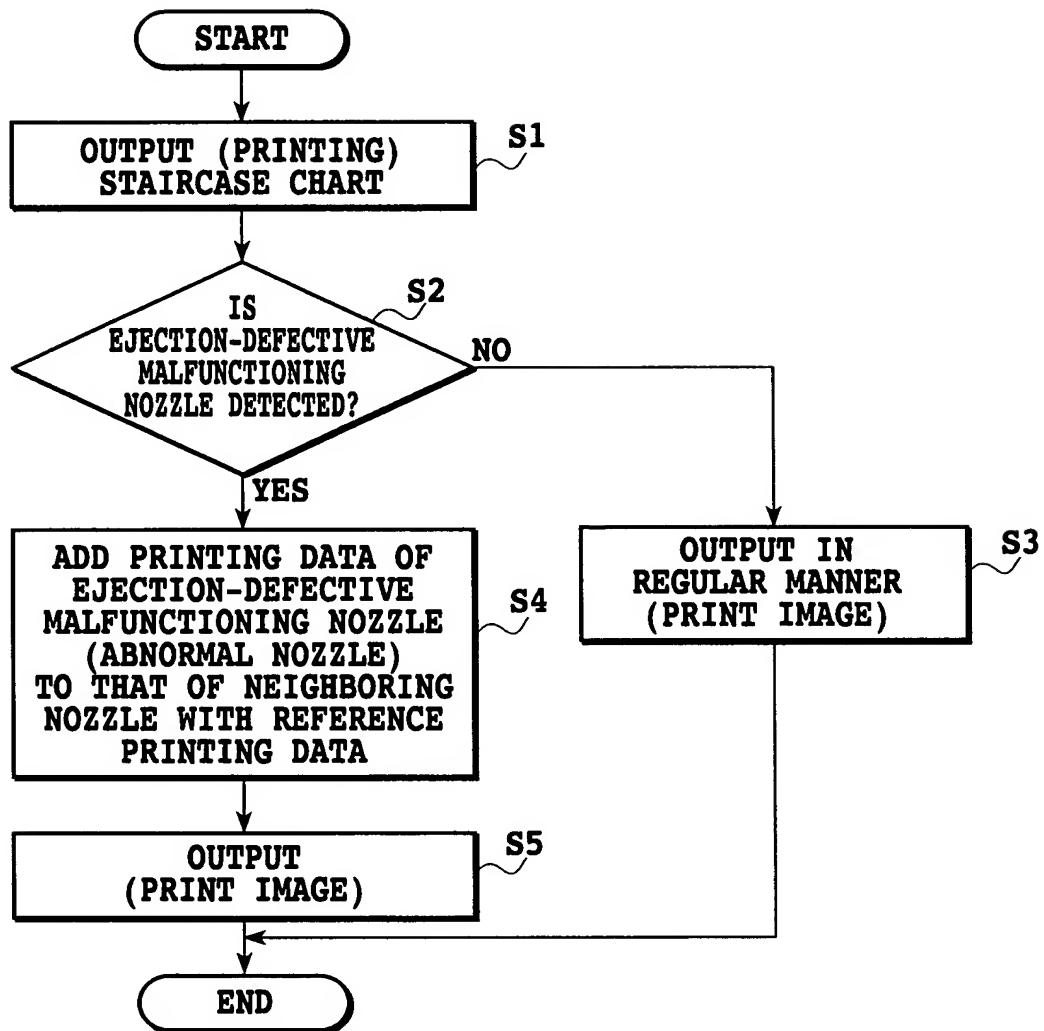 START
OUTPUT (PRINTING)
STAIRCASE CHART
S1
IS
EJECTION-DEFECTIVE
MALFUNCTIONING
NOZZLE DETECTED?
S2
NO
YES
ADD PRINTING DATA OF
EJECTION-DEFECTIVE
MALFUNCTIONING NOZZLE
(ABNORMAL NOZZLE)
TO THAT OF NEIGHBORING
NOZZLE WITH REFERENCE
PRINTING DATA
S4
OUTPUT IN
REGULAR MANNER
(PRINT IMAGE)
S3
OUTPUT
(PRINT IMAGE)
S5
END